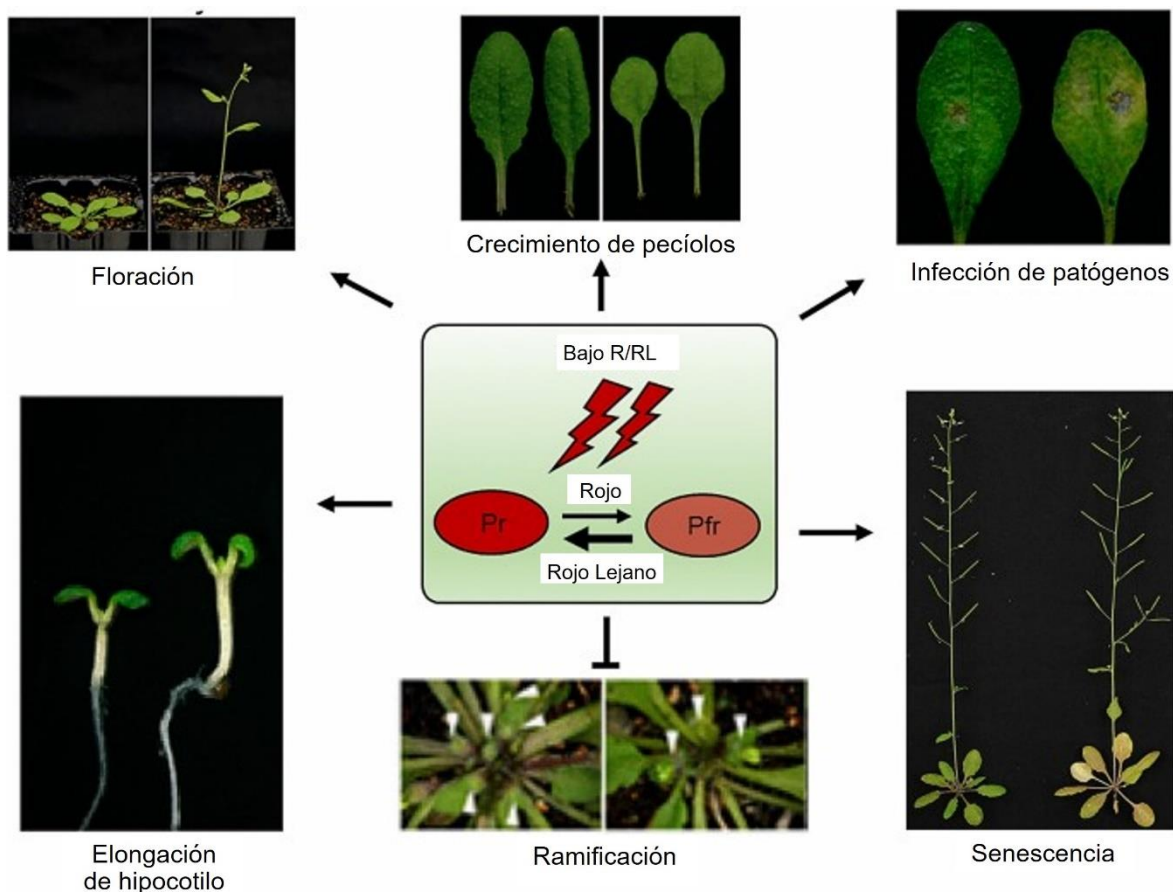 Floración
Crecimiento de pecíolos
Infección de patógenos
Bajo R/RL
Rojo
Pr
Pfr
Rojo Lejano
Elongación
de hipocotilo
Ramificación
Senescencia